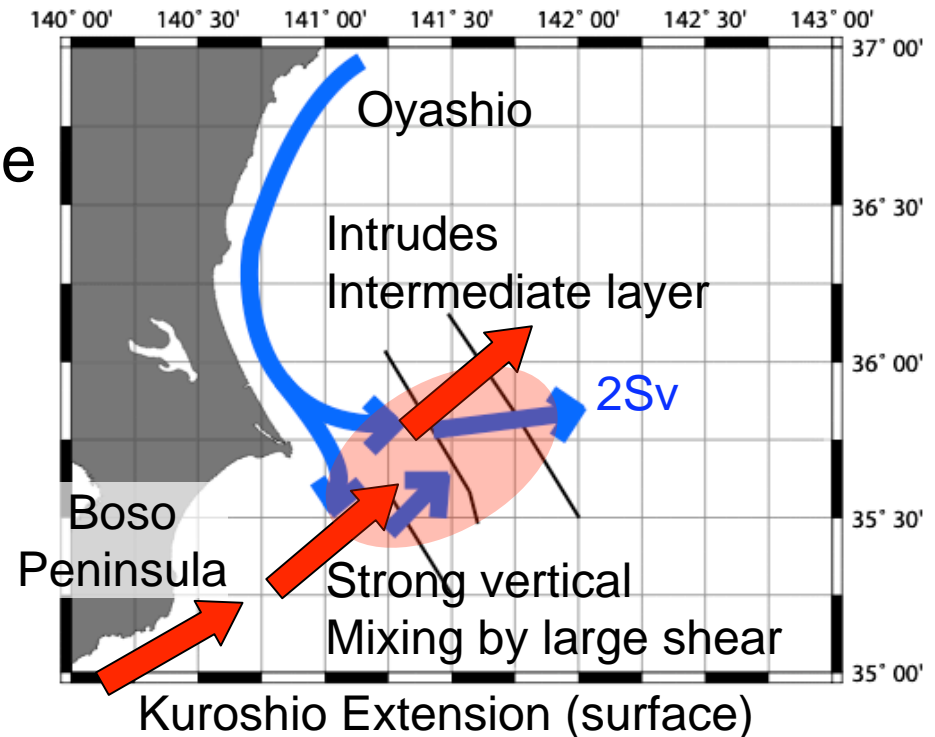 140° 00' 140° 30' 141° 00' 141° 30' 142° 00' 142° 30' 143° 00'
37° 00'
Oyashio
e
36° 30'
Intrudes
Intermediate layer
36° 00'
2Sv
35° 30'
Boso
Peninsula
Strong vertical
Mixing by large shear
35° 00'
Kuroshio Extension (surface)